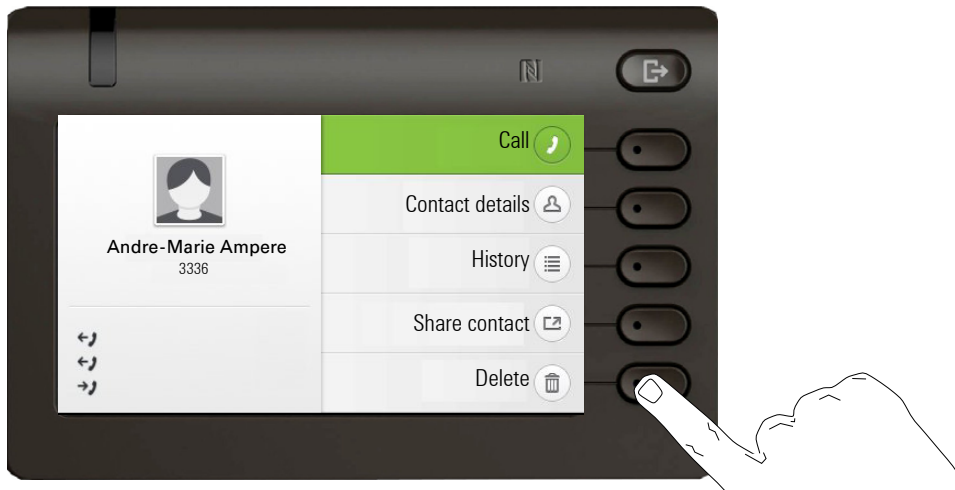 Call
Andre-Marie Ampere
3336
Contact details
History
Share contact
Delete